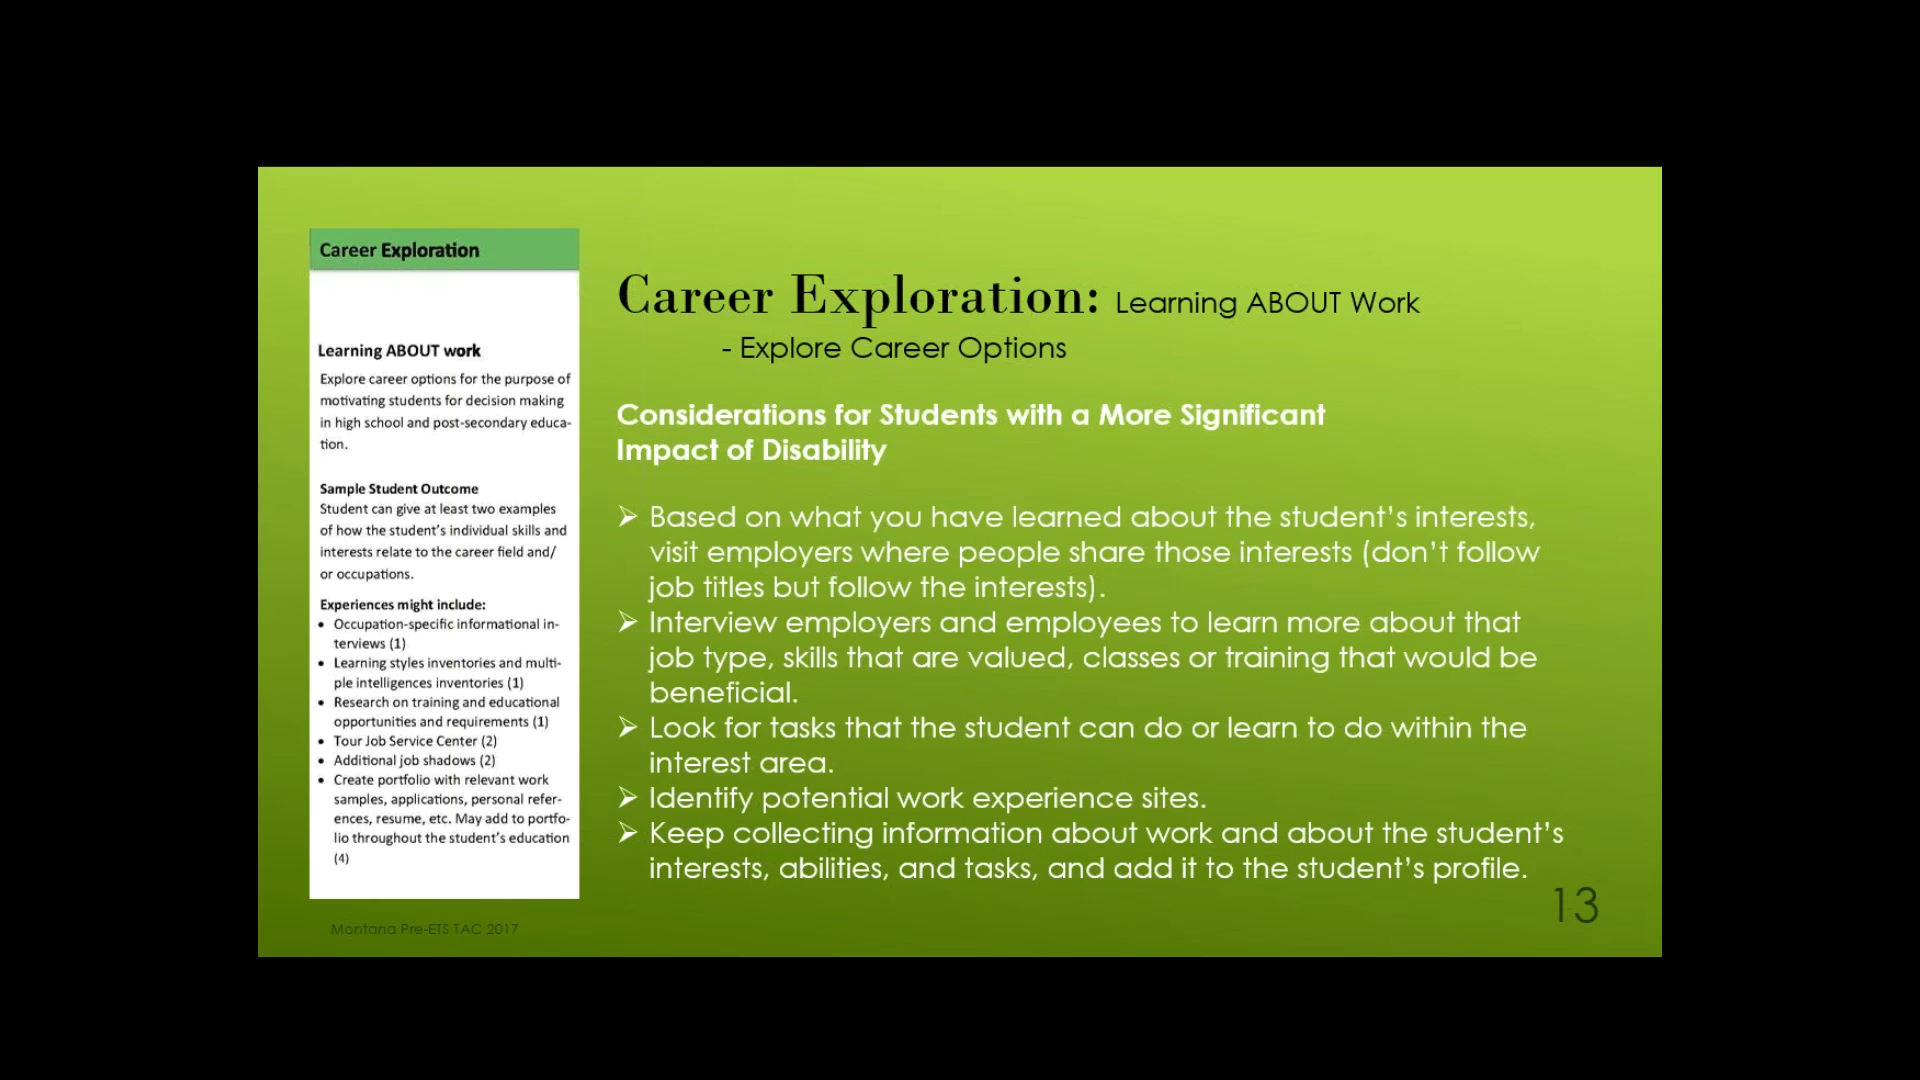 Career Exploration
Learning ABOUT work
Explore career options for the purpose of
motivating students for decision making
in high school and post-secondary educa-
tion.
Sample Student Outcome
Student can give at least two examples
of how the student's individual skills and
interests relate to the career field and/
or occupations.
Experiences might include:
• Occupation-specific informational in-
terviews (1)
• Learning styles inventories and multi-
ple intelligences inventories (1)
• Research on training and educational
opportunities and requirements (1)
• Tour Job Service Center (2)
• Additional job shadows (2)
• Create portfolio with relevant work
samples, applications, personal refer-
ences, resume, etc. May add to portfo-
lio throughout the student's education
(4)
Montana Pre-ETS TAC 2017
Career Exploration: Learning ABOUT Work
- Explore Career Options
Considerations for Students with a More Significant
Impact of Disability
➢ Based on what you have learned about the student's interests,
visit employers where people share those interests (don't follow
job titles but follow the interests).
➢ Interview employers and employees to learn more about that
job type, skills that are valued, classes or training that would be
beneficial.
➢ Look for tasks that the student can do or learn to do within the
interest area.
➢ Identify potential work experience sites.
➢ Keep collecting information about work and about the student's
interests, abilities, and tasks, and add it to the student's profile.
13